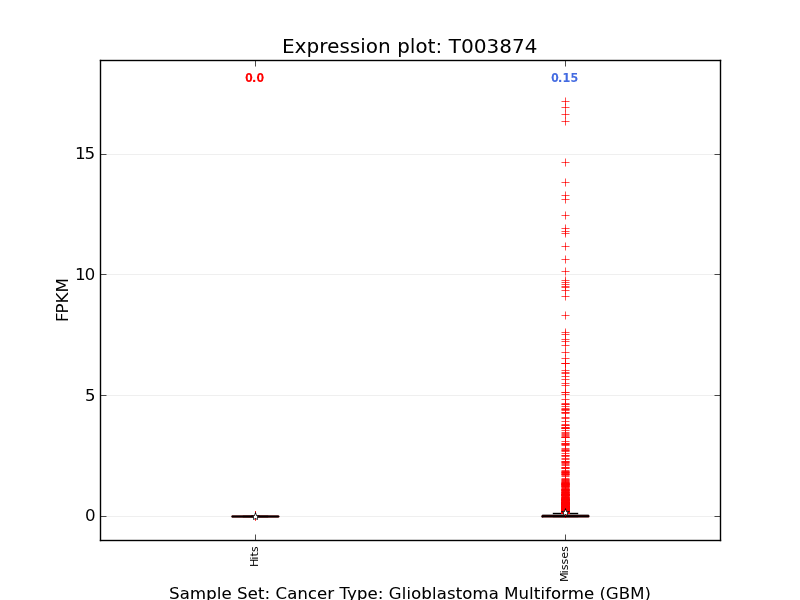 Expression plot: T003874
0.0
0.15
15
10
5
0
FPKM
Hits
Misses
Sample Set: Cancer Type: Glioblastoma Multiforme (GBM)